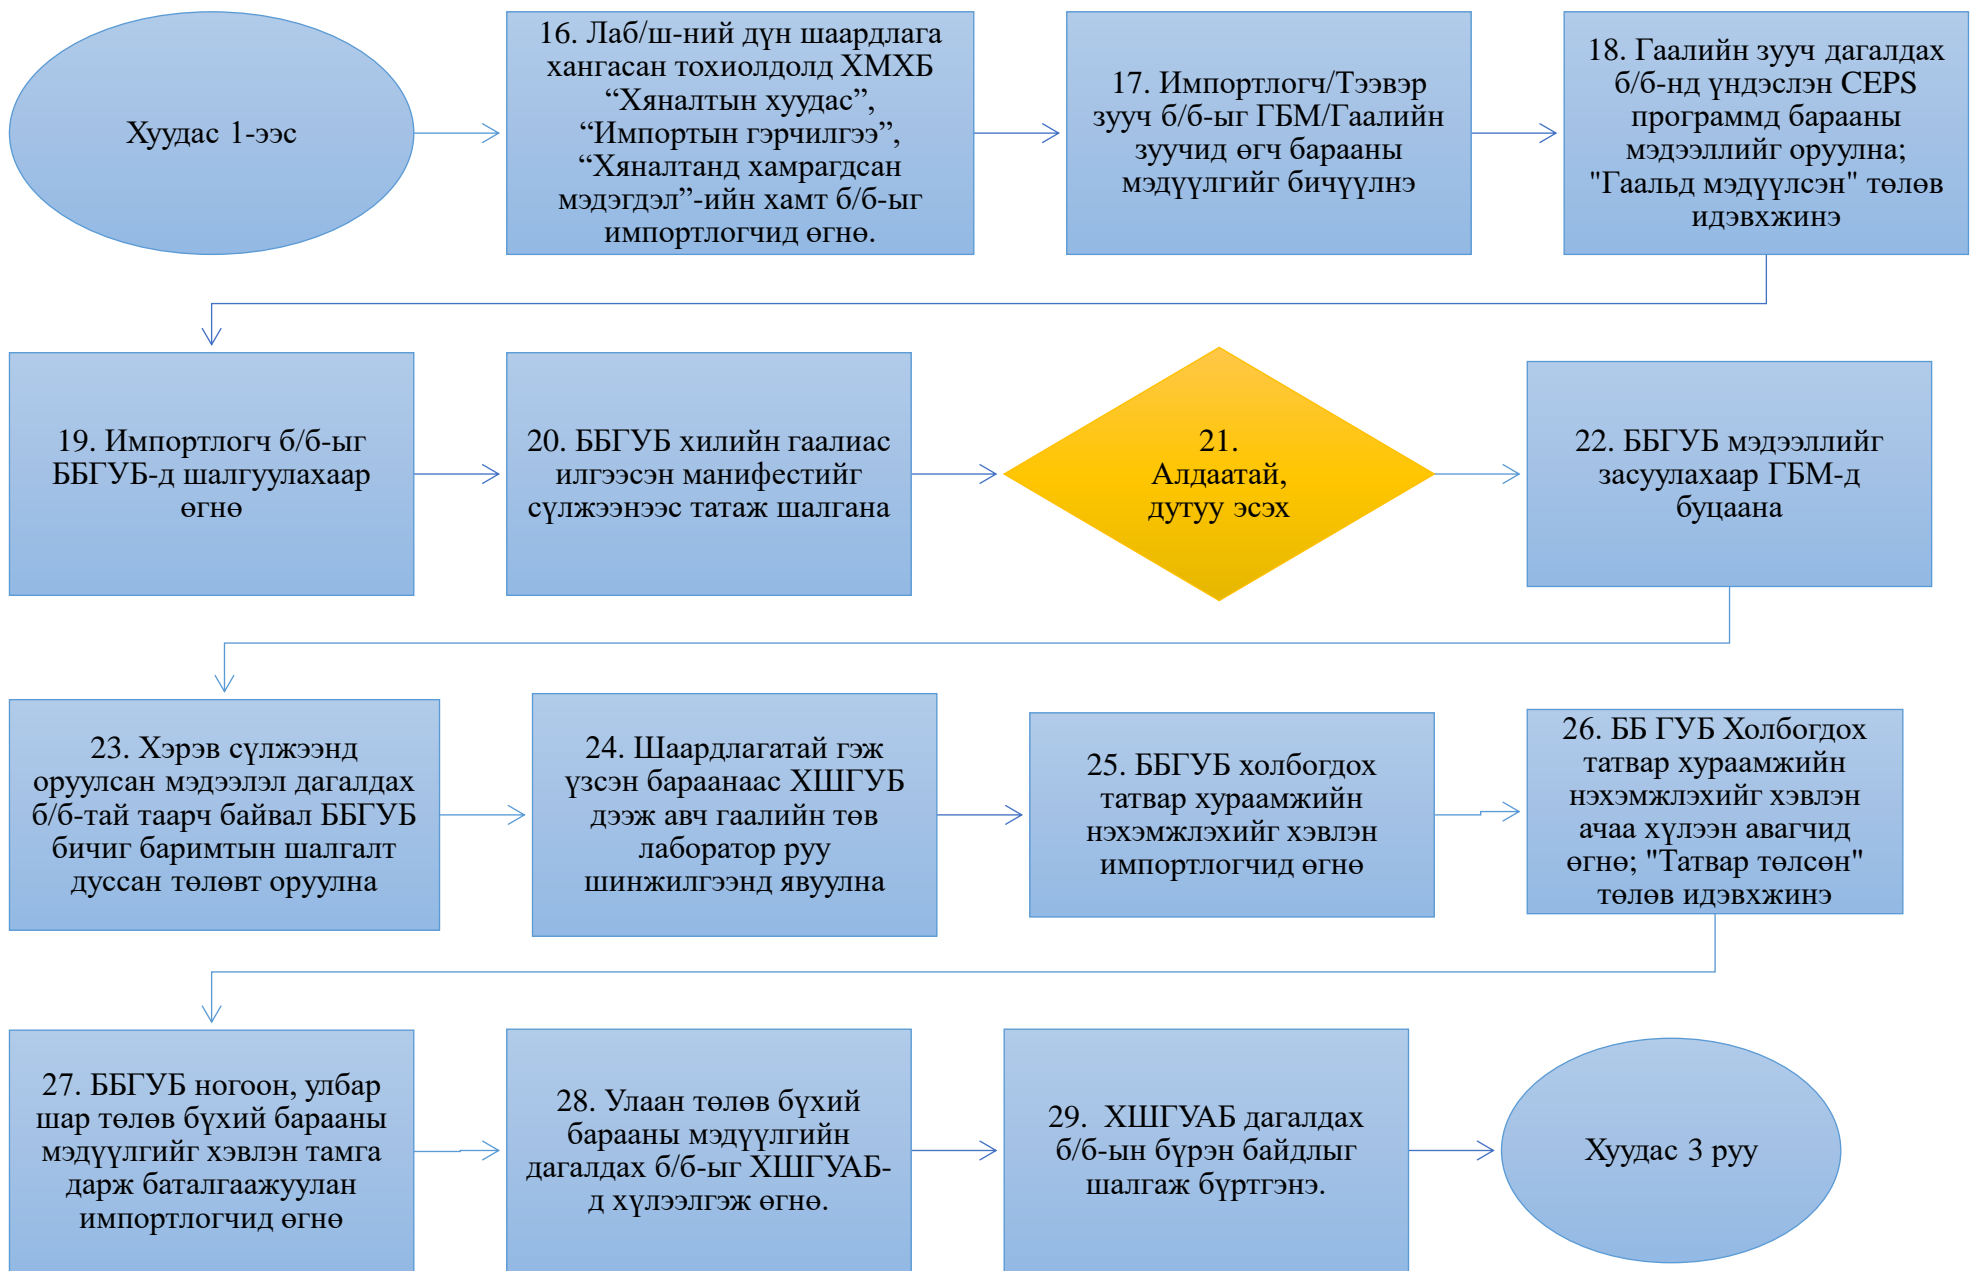 Хуудас 1-ээс
16. Лаб/ш-ний дүн шаардлага
хангасан тохиолдолд ХМХБ
“Хяналтын хуудас”,
“Импортын гэрчилгээ”,
“Хяналтанд хамрагдсан
мэдэгдэл”-ийн хамт б/б-ыг
импортлогчид өгнө.
17. Импортлогч/Тээвэр
зууч б/б-ыг ГБМ/Гаалийн
зуучид өгч барааны
мэдүүлгийг бичүүлнэ
18. Гаалийн зууч дагалдах
б/б-нд үндэслэн CEPS
программд барааны
мэдээллийг оруулна;
"Гаальд мэдүүлсэн" төлөв
идэвхжинэ
19. Импортлогч б/б-ыг
ББГУБ-д шалгуулахаар
өгнө
20. ББГУБ хилийн гаалиас
илгээсэн манифестийг
сүлжээнээс татаж шалгана
21.
Алдаатай,
дутуу эсэх
22. ББГУБ мэдээллийг
засуулахаар ГБМ-д
буцаана
23. Хэрэв сүлжээнд
оруулсан мэдээлэл дагалдах
б/б-тай таарч байвал ББГУБ
бичиг баримтын шалгалт
дуссан төлөвт оруулна
24. Шаардлагатай гэж
үзсэн бараанаас ХШГУБ
дээж авч гаалийн төв
лаборатор руу
шинжилгээнд явуулна
25. ББГУБ холбогдох
татвар хураамжийн
нэхэмжлэхийг хэвлэн
импортлогчид өгнө
26. ББ ГУБ Холбогдох
татвар хураамжийн
нэхэмжлэхийг хэвлэн
ачаа хүлээн авагчид
өгнө; "Татвар төлсөн"
төлөв идэвхжинэ
27. ББГУБ ногоон, улбар
шар төлөв бүхий барааны
мэдүүлгийг хэвлэн тамга
дарж баталгаажуулан
импортлогчид өгнө
28. Улаан төлөв бүхий
барааны мэдүүлгийн
дагалдах б/б-ыг ХШГУАБ-
д хүлээлгэж өгнө.
29.  ХШГУАБ дагалдах
б/б-ын бүрэн байдлыг
шалгаж бүртгэнэ.
Хуудас 3 руу